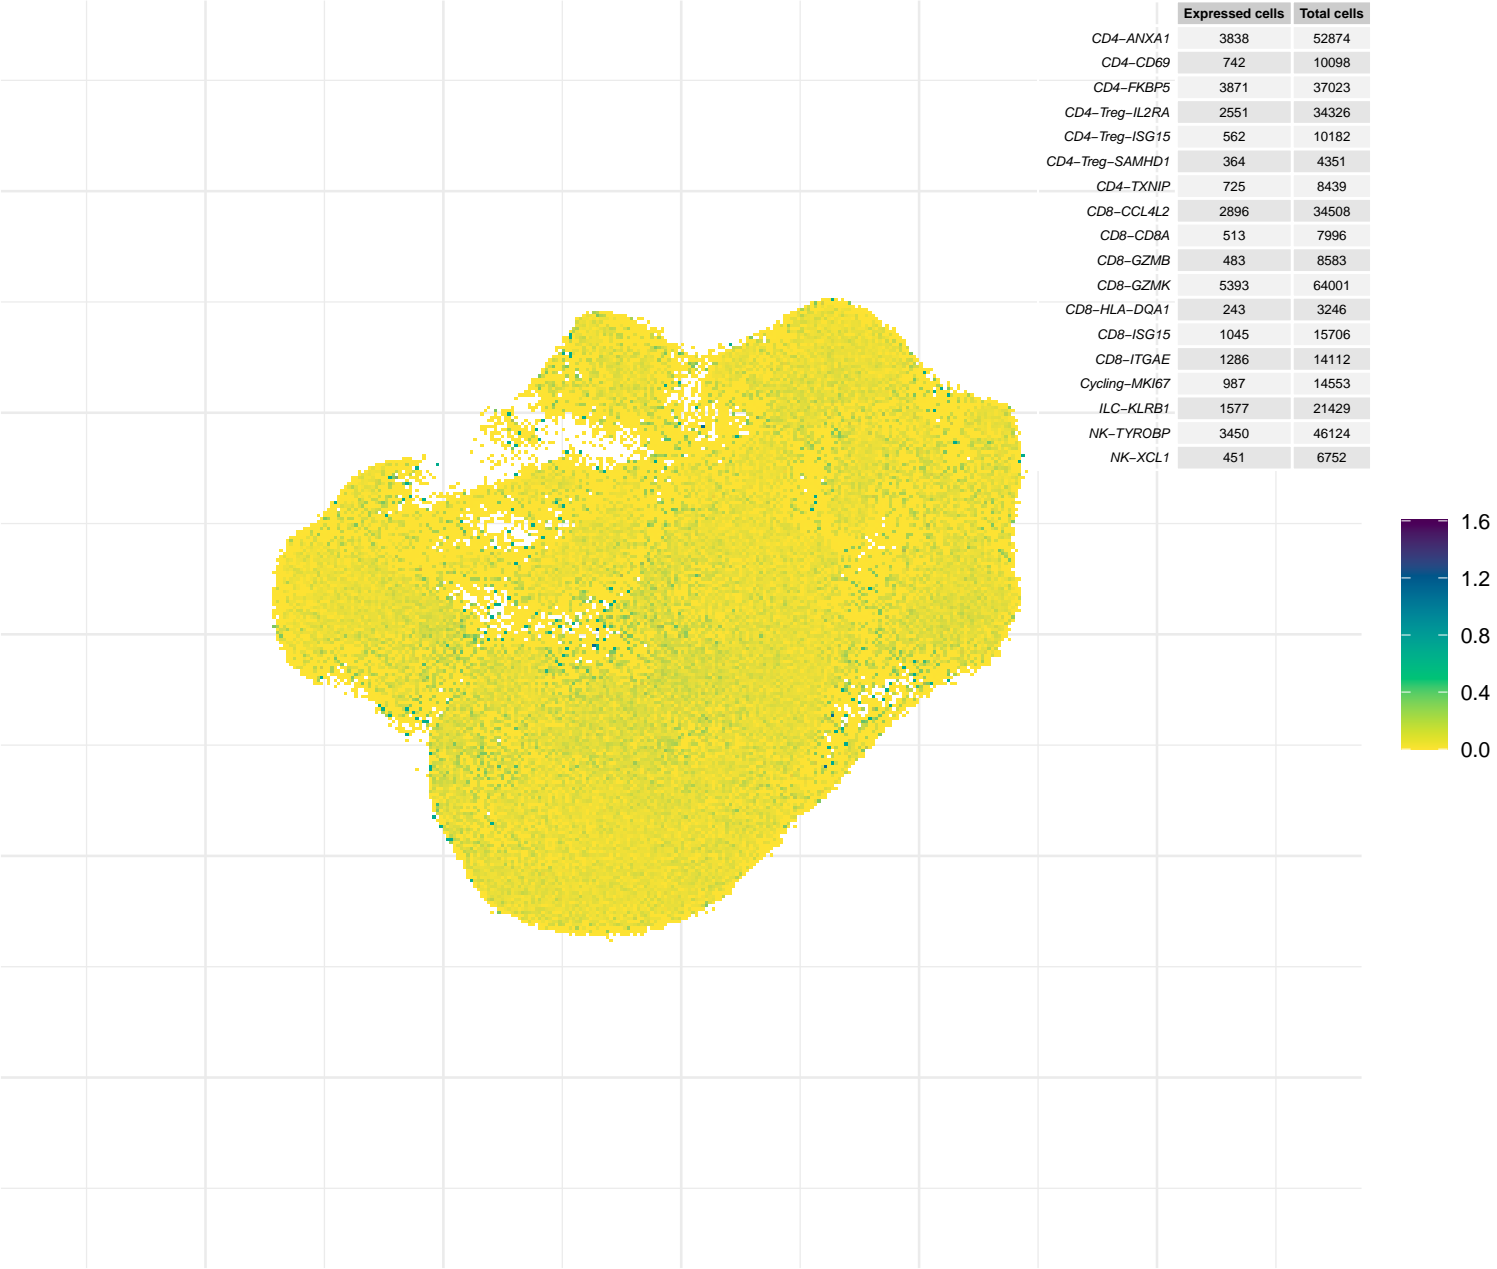 Expressed cells Total cells
CD4−ANXA1 3838 52874
CD4−CD69 742 10098
CD4−FKBP5 3871 37023
CD4−Treg−IL2RA 2551 34326
CD4−Treg−ISG15 562 10182
CD4−Treg−SAMHD1 364 4351
CD4−TXNIP 725 8439
CD8−CCL4L2 2896 34508
CD8−CD8A 513 7996
CD8−GZMB 483 8583
CD8−GZMK 5393 64001
CD8−HLA−DQA1 243 3246
CD8−ISG15 1045 15706
CD8−ITGAE 1286 14112
Cycling−MKI67 987 14553
ILC−KLRB1 1577 21429
NK−TYROBP 3450 46124
NK−XCL1 451 6752
1.6
1.2
0.8
0.4
0.0